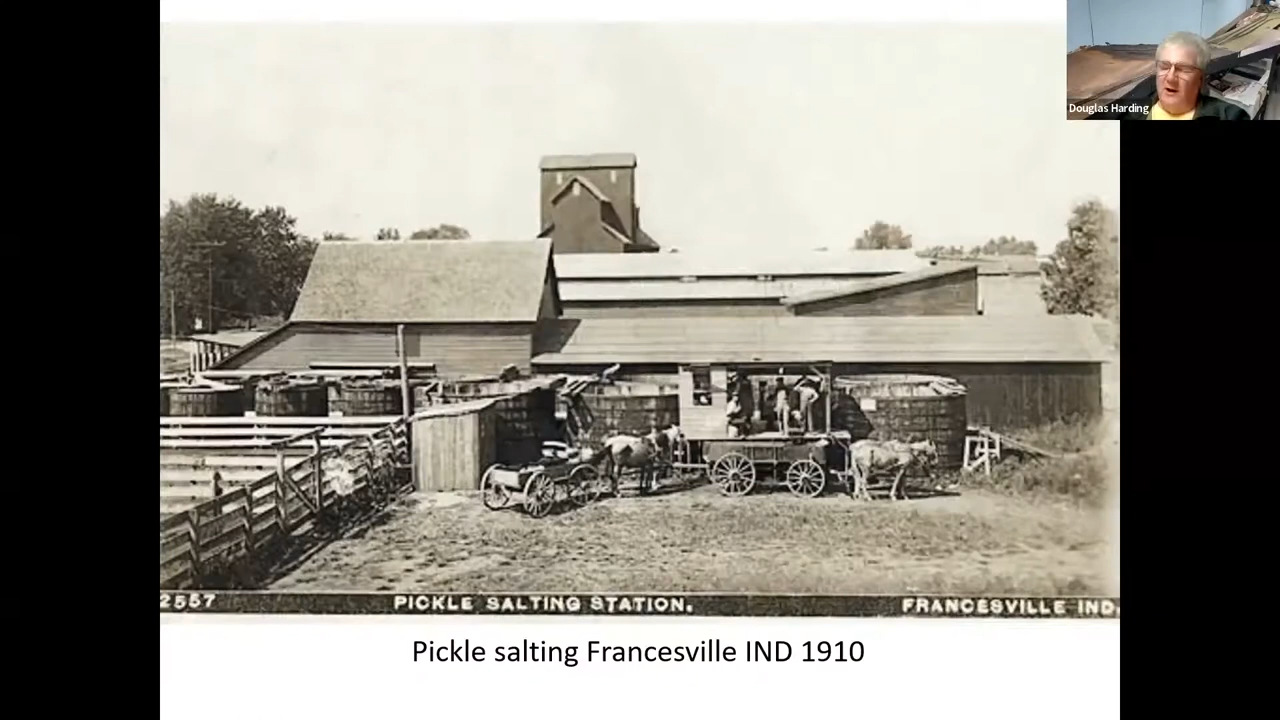 Douglas Harding
2557 PICKLE SALTING STATION. FRANCESVILLE IND.
Pickle salting Francesville IND 1910